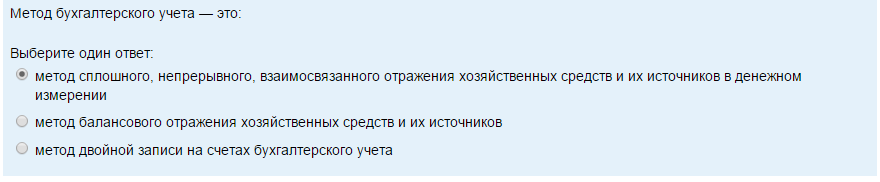 Метод бухгалтерского учета — это:
Выберите один ответ:
метод сплошного, непрерывного, взаимосвязанного отражения хозяйственных средств и их источников в денежном
измерении
метод балансового отражения хозяйственных средств и их источников
метод двойной записи на счетах бухгалтерского учета